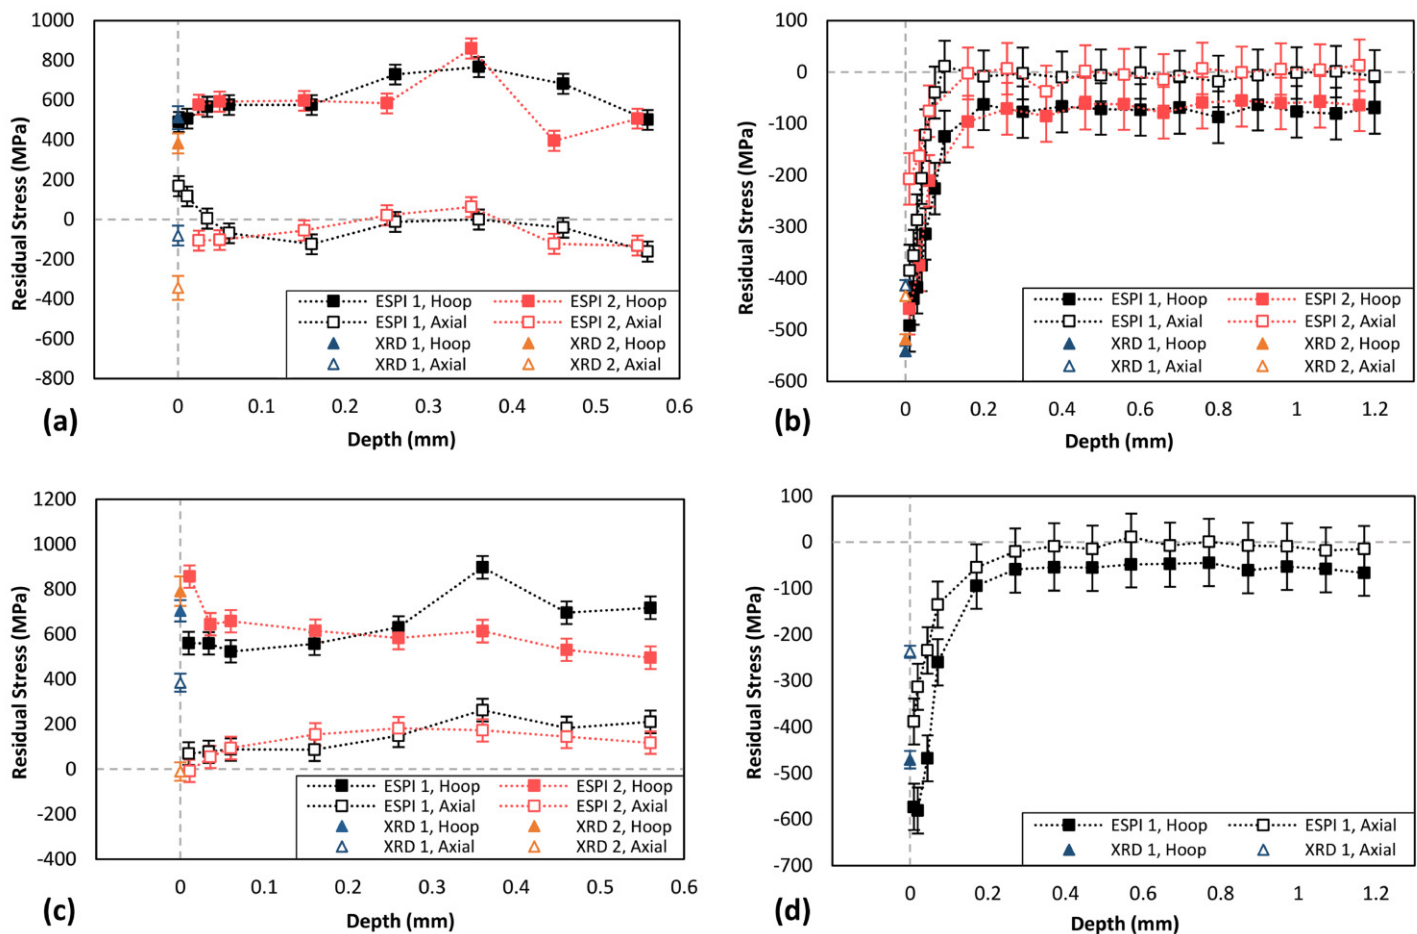 1000
800
600
400
200
0
-200
-400
-600
-800
Residual Stress (MPa)
ESPI 1, Hoop ESPI 2, Hoop
ESPI 1, Axial ESPI 2, Axial
XRD 1, Hoop XRD 2, Hoop
XRD 1, Axial XRD 2, Axial
0 0.1 0.2 0.3 0.4 0.5 0.6
(a)
Depth (mm)
100
0
-100
-200
-300
-400
-500
-600
Residual Stress (MPa)
ESPI 1, Hoop ESPI 2, Hoop
ESPI 1, Axial ESPI 2, Axial
XRD 1, Hoop XRD 2, Hoop
XRD 1, Axial XRD 2, Axial
0 0.2 0.4 0.6 0.8 1 1.2
(b)
Depth (mm)
1200
1000
800
600
400
200
0
-200
-400
Residual Stress (MPa)
ESPI 1, Hoop ESPI 2, Hoop
ESPI 1, Axial ESPI 2, Axial
XRD 1, Hoop XRD 2, Hoop
XRD 1, Axial XRD 2, Axial
0 0.1 0.2 0.3 0.4 0.5 0.6
(c)
Depth (mm)
100
0
-100
-200
-300
-400
-500
-600
-700
Residual Stress (MPa)
ESPI 1, Hoop ESPI 1, Axial
XRD 1, Hoop XRD 1, Axial
0 0.2 0.4 0.6 0.8 1 1.2
(d)
Depth (mm)